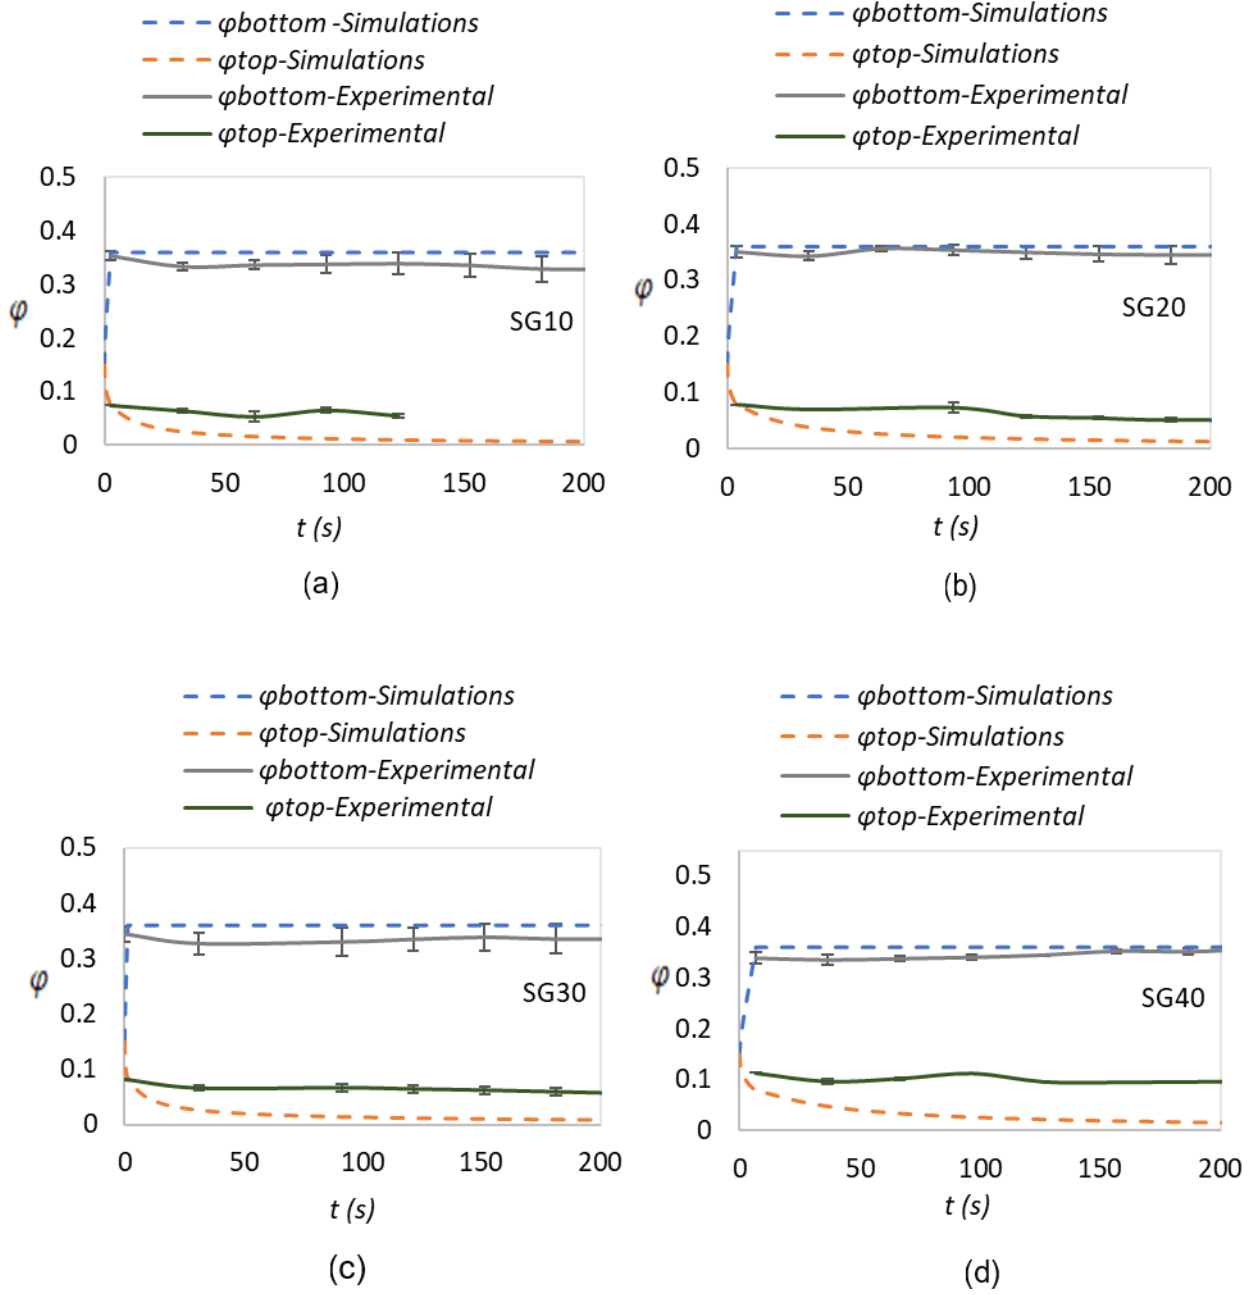 φbottom -Simulations
φtop-Simulations
φbottom-Experimental
φtop-Experimental
0.5
0.4
0.3
0.2
0.1
0
φ
SG10
0 50 100 150 200
t (s)
(a)
φbottom-Simulations
φtop-Simulations
φbottom-Experimental
φtop-Experimental
0.5
0.4
0.3
0.2
0.1
0
φ
SG20
0 50 100 150 200
t (s)
(b)
φbottom-Simulations
φtop-Simulations
φbottom-Experimental
φtop-Experimental
0.5
0.4
0.3
0.2
0.1
0
φ
SG30
0 50 100 150 200
t (s)
(c)
φbottom-Simulations
φtop-Simulations
φbottom-Experimental
φtop-Experimental
0.5
0.4
0.3
0.2
0.1
0
φ
SG40
0 50 100 150 200
t (s)
(d)